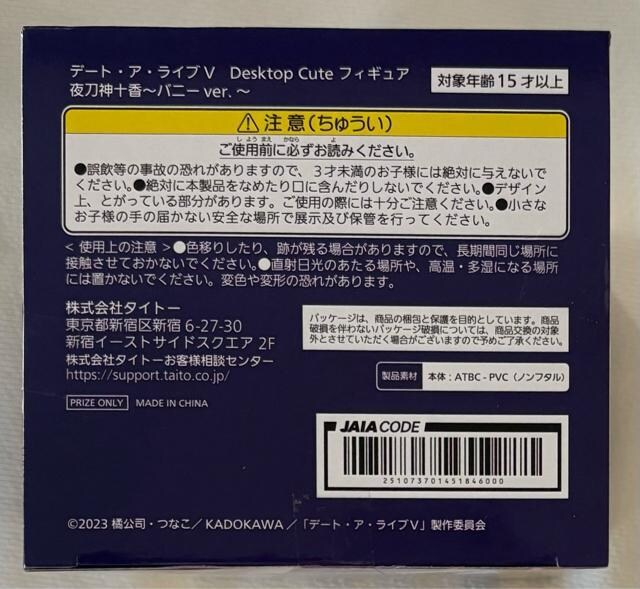 デート・ア・ライブV Desktop Cute フィギュア
夜刀神十香～バニー ver. ～
対象年齢15才以上
注意(ちゅうい)
しようまえ かなら よ
ご使用前に必ずお読みください。
●誤飲等の事故の恐れがありますので、3才未満のお子様には絶対に与えないで
ください。●絶対に本製品をなめたり口に含んだりしないでください。●デザイン
上、とがっている部分があります。ご使用の際には十分ご注意ください。●小さな
お子様の手の届かない安全な場所で展示及び保管を行ってください。
< 使用上の注意 >●色移りしたり、跡が残る場合がありますので、長期間同じ場所に
接触させておかないでください。●直射日光のあたる場所や、高温・多湿になる場所
には置かないでください。変色や変形の恐れがあります。
株式会社タイトー
東京都新宿区新宿 6-27-30
新宿イーストサイドスクエア 2F
株式会社タイトーお客様相談センター
https://support.taito.co.jp/
パッケージは、商品の梱包と保護を目的としています。商品
破損を伴わないパッケージ破損については、商品交換の対象
外とさせていただく場合がございますので予めご了承ください。
製品素材 本体：ATBC-PVC（ノンフタル）
PRIZE ONLY MADE IN CHINA
JAIA CODE
2510737014518460​00
©2023 橘公司・つなこ／KADOKAWA／「デート・ア・ライブV」製作委員会